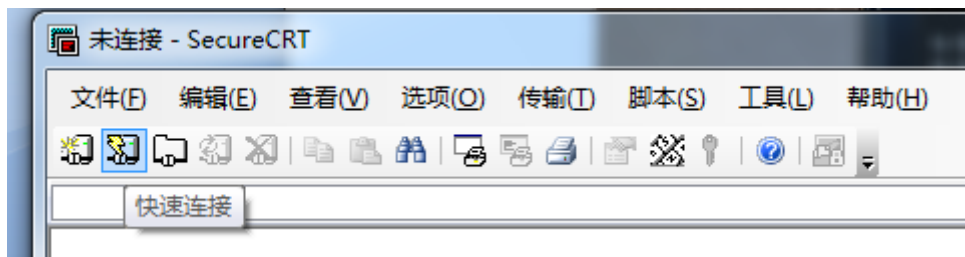 未连接 - SecureCRT
文件(F) 编辑(E) 查看(V) 选项(O) 传输(T) 脚本(S) 工具(L) 帮助(H)
快速连接